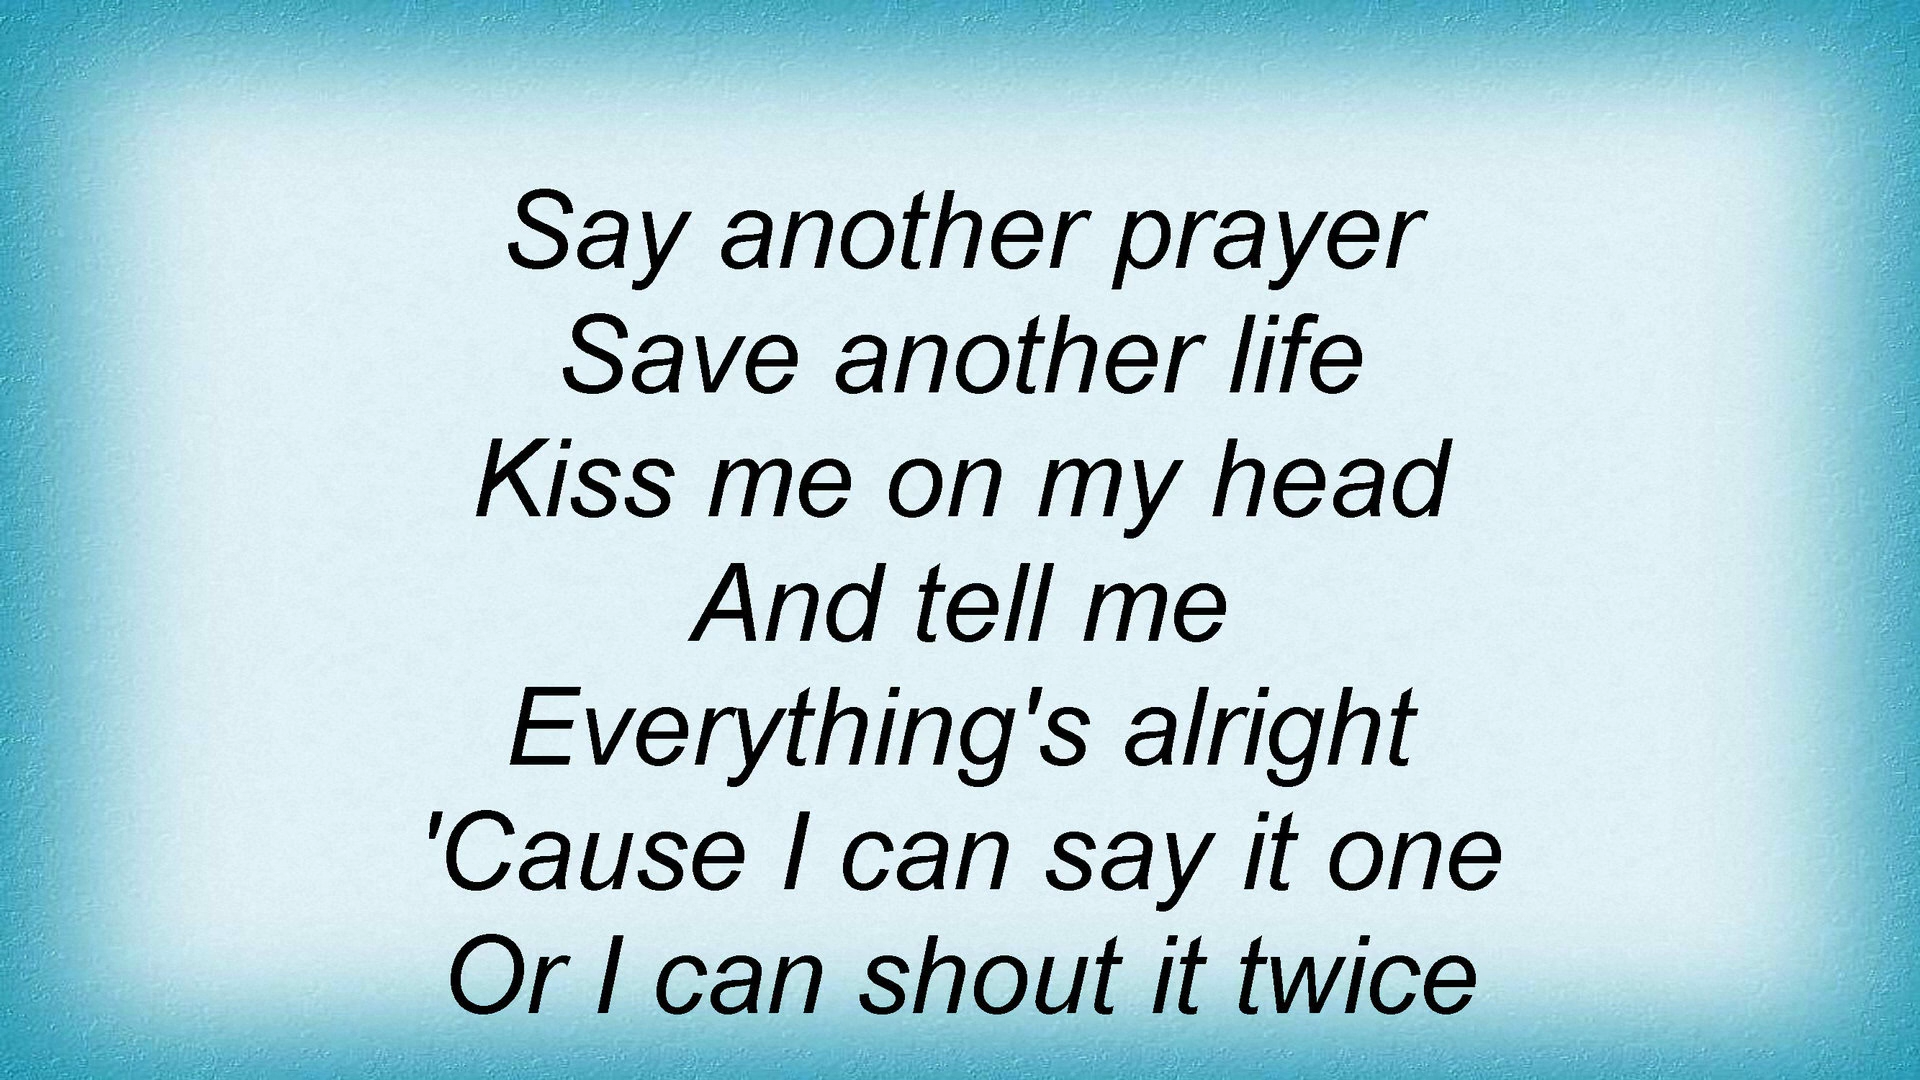 Say another prayer
Save another life
Kiss me on my head
And tell me
Everything's alright
'Cause I can say it one
Or I can shout it twice